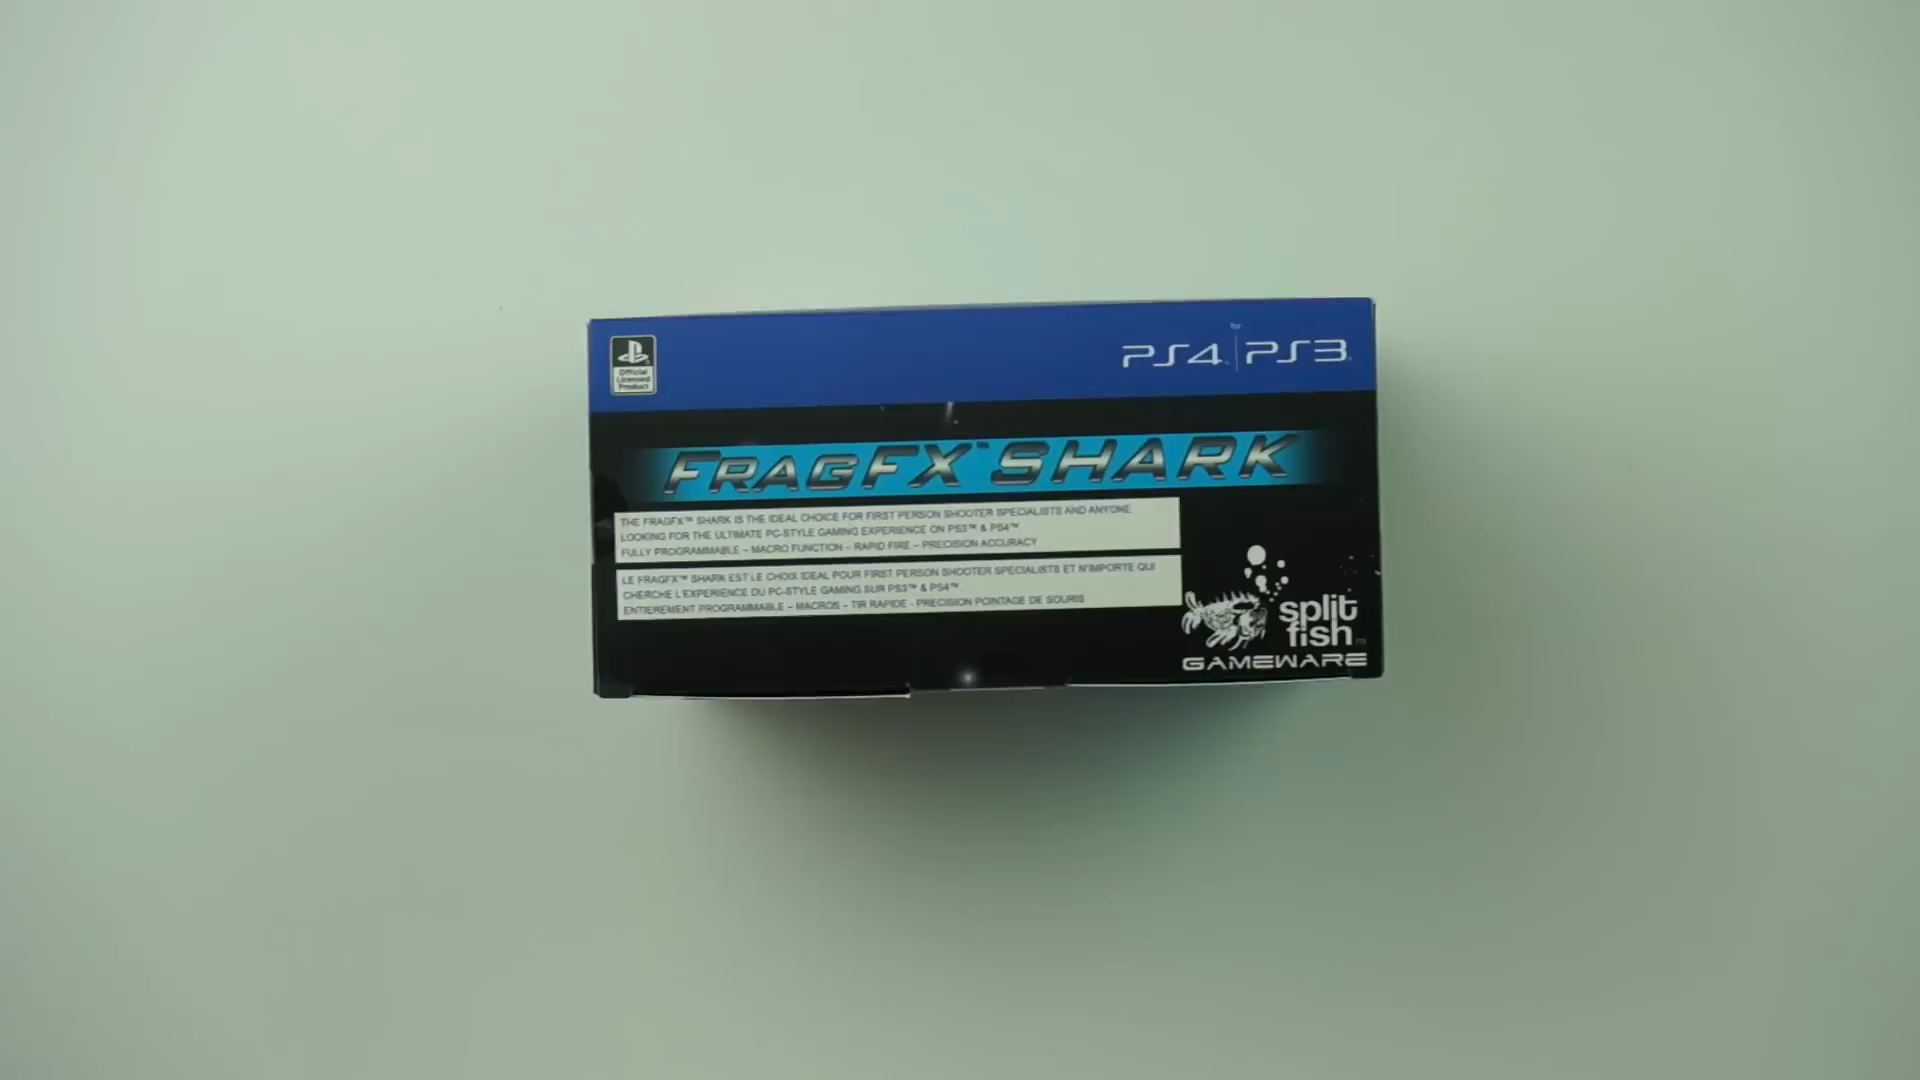 Official
Licensed
Product
for
PS4 PS3
FRAGFX™ SHARK
THE FRAGFX™ SHARK IS THE IDEAL CHOICE FOR FIRST PERSON SHOOTER SPECIALISTS AND ANYONE
LOOKING FOR THE ULTIMATE PC-STYLE GAMING EXPERIENCE ON PS3™ & PS4™
FULLY PROGRAMMABLE – MACRO FUNCTION – RAPID FIRE – PRECISION ACCURACY
LE FRAGFX™ SHARK EST LE CHOIX IDEAL POUR FIRST PERSON SHOOTER SPECIALISTS ET N'IMPORTE QUI
CHERCHE L'EXPERIENCE DU PC-STYLE GAMING SUR PS3™ & PS4™.
ENTIEREMENT PROGRAMMABLE – MACROS – TIR RAPIDE - PRECISION POINTAGE DE SOURIS
split
fish™
GAMEWARE